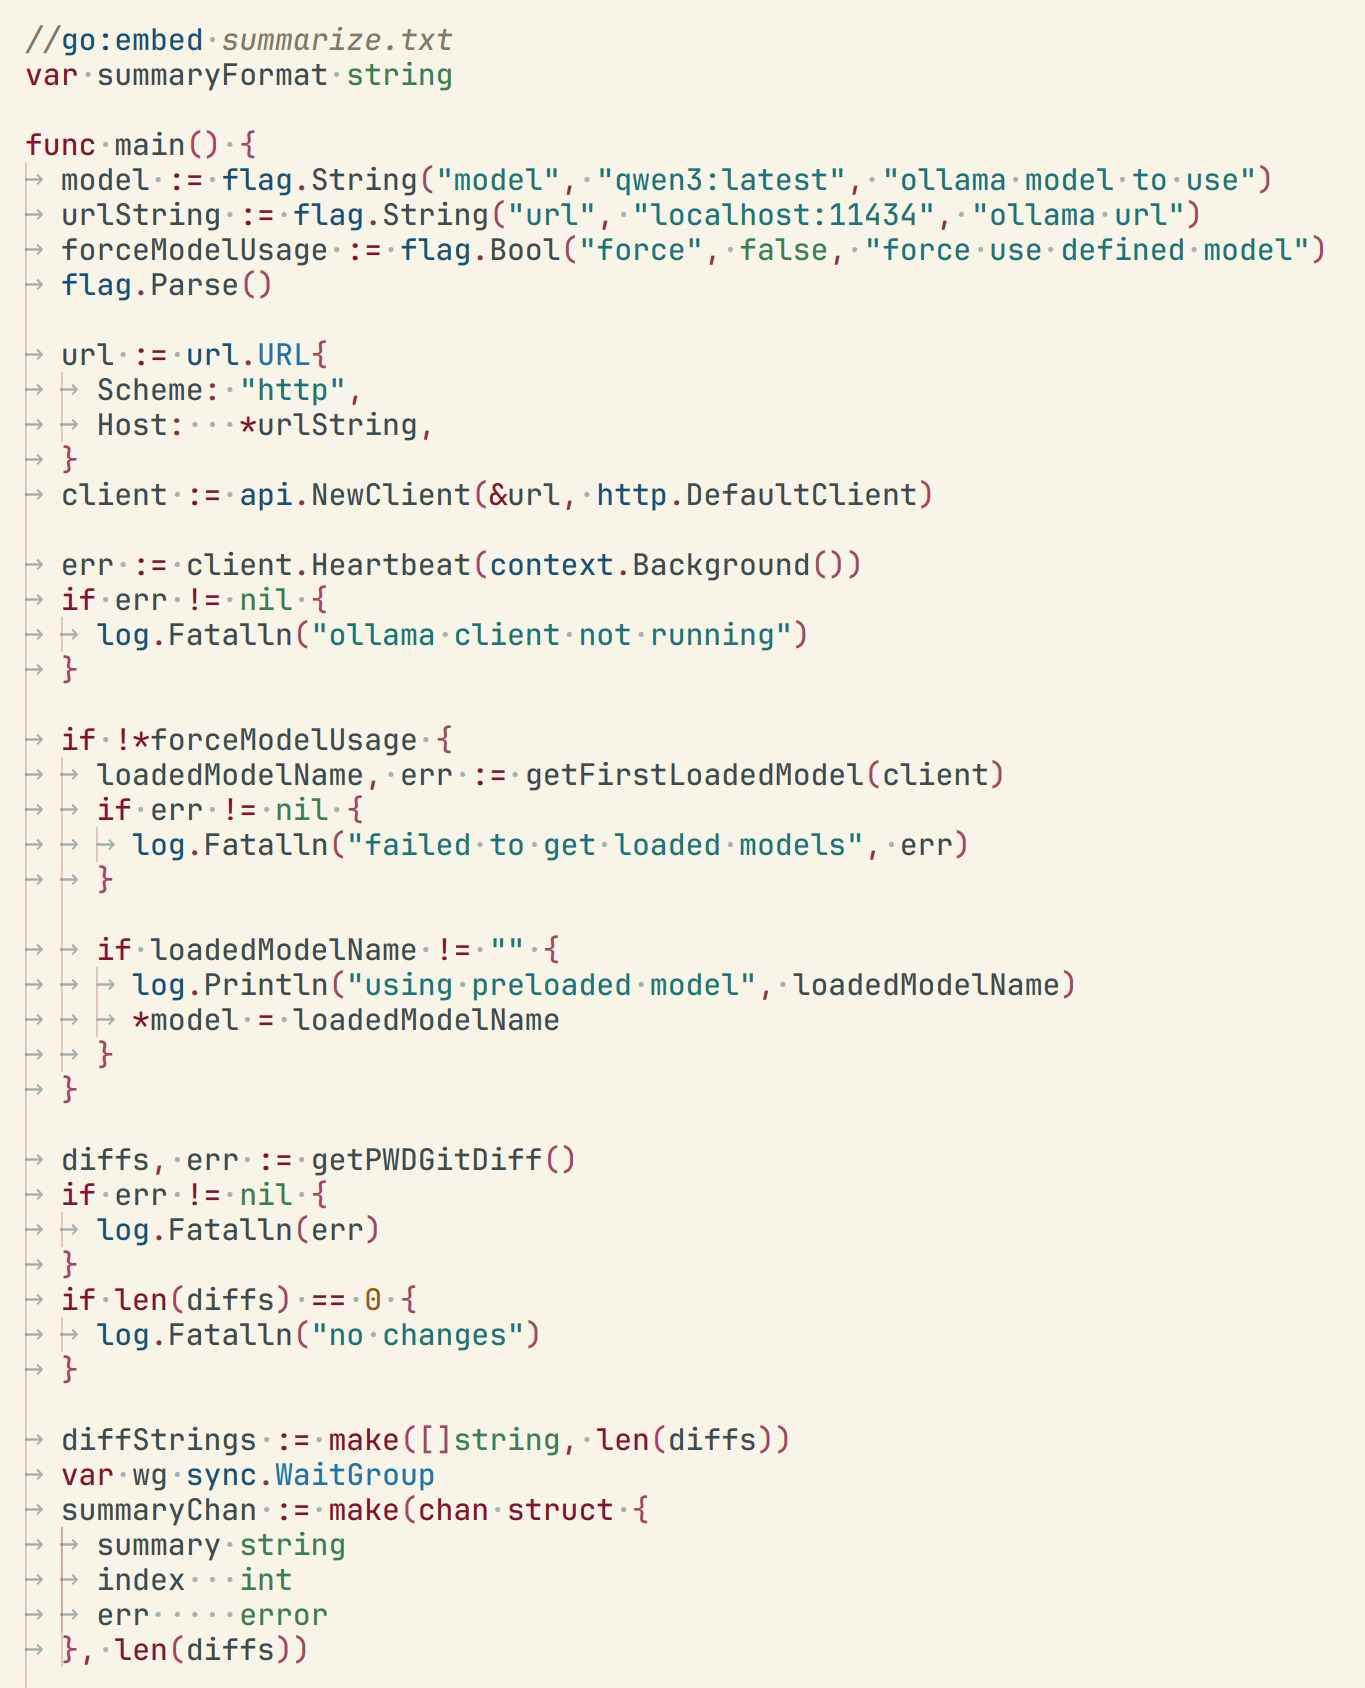 //go:embed summarize.txt
var summaryFormat string

func main() {
	model := flag.String("model", "qwen3:latest", "ollama model to use")
	urlString := flag.String("url", "localhost:11434", "ollama url")
	forceModelUsage := flag.Bool("force", false, "force use defined model")
	flag.Parse()

	url := url.URL{
		Scheme: "http",
		Host:   *urlString,
	}
	client := api.NewClient(&url, http.DefaultClient)

	err := client.Heartbeat(context.Background())
	if err != nil {
		log.Fatalln("ollama client not running")
	}

	if !*forceModelUsage {
		loadedModelName, err := getFirstLoadedModel(client)
		if err != nil {
			log.Fatalln("failed to get loaded models", err)
		}

		if loadedModelName != "" {
			log.Println("using preloaded model", loadedModelName)
			*model = loadedModelName
		}
	}

	diffs, err := getPWDGitDiff()
	if err != nil {
		log.Fatalln(err)
	}
	if len(diffs) == 0 {
		log.Fatalln("no changes")
	}

	diffStrings := make([]string, len(diffs))
	var wg sync.WaitGroup
	summaryChan := make(chan struct {
		summary string
		index   int
		err     error
	}, len(diffs))